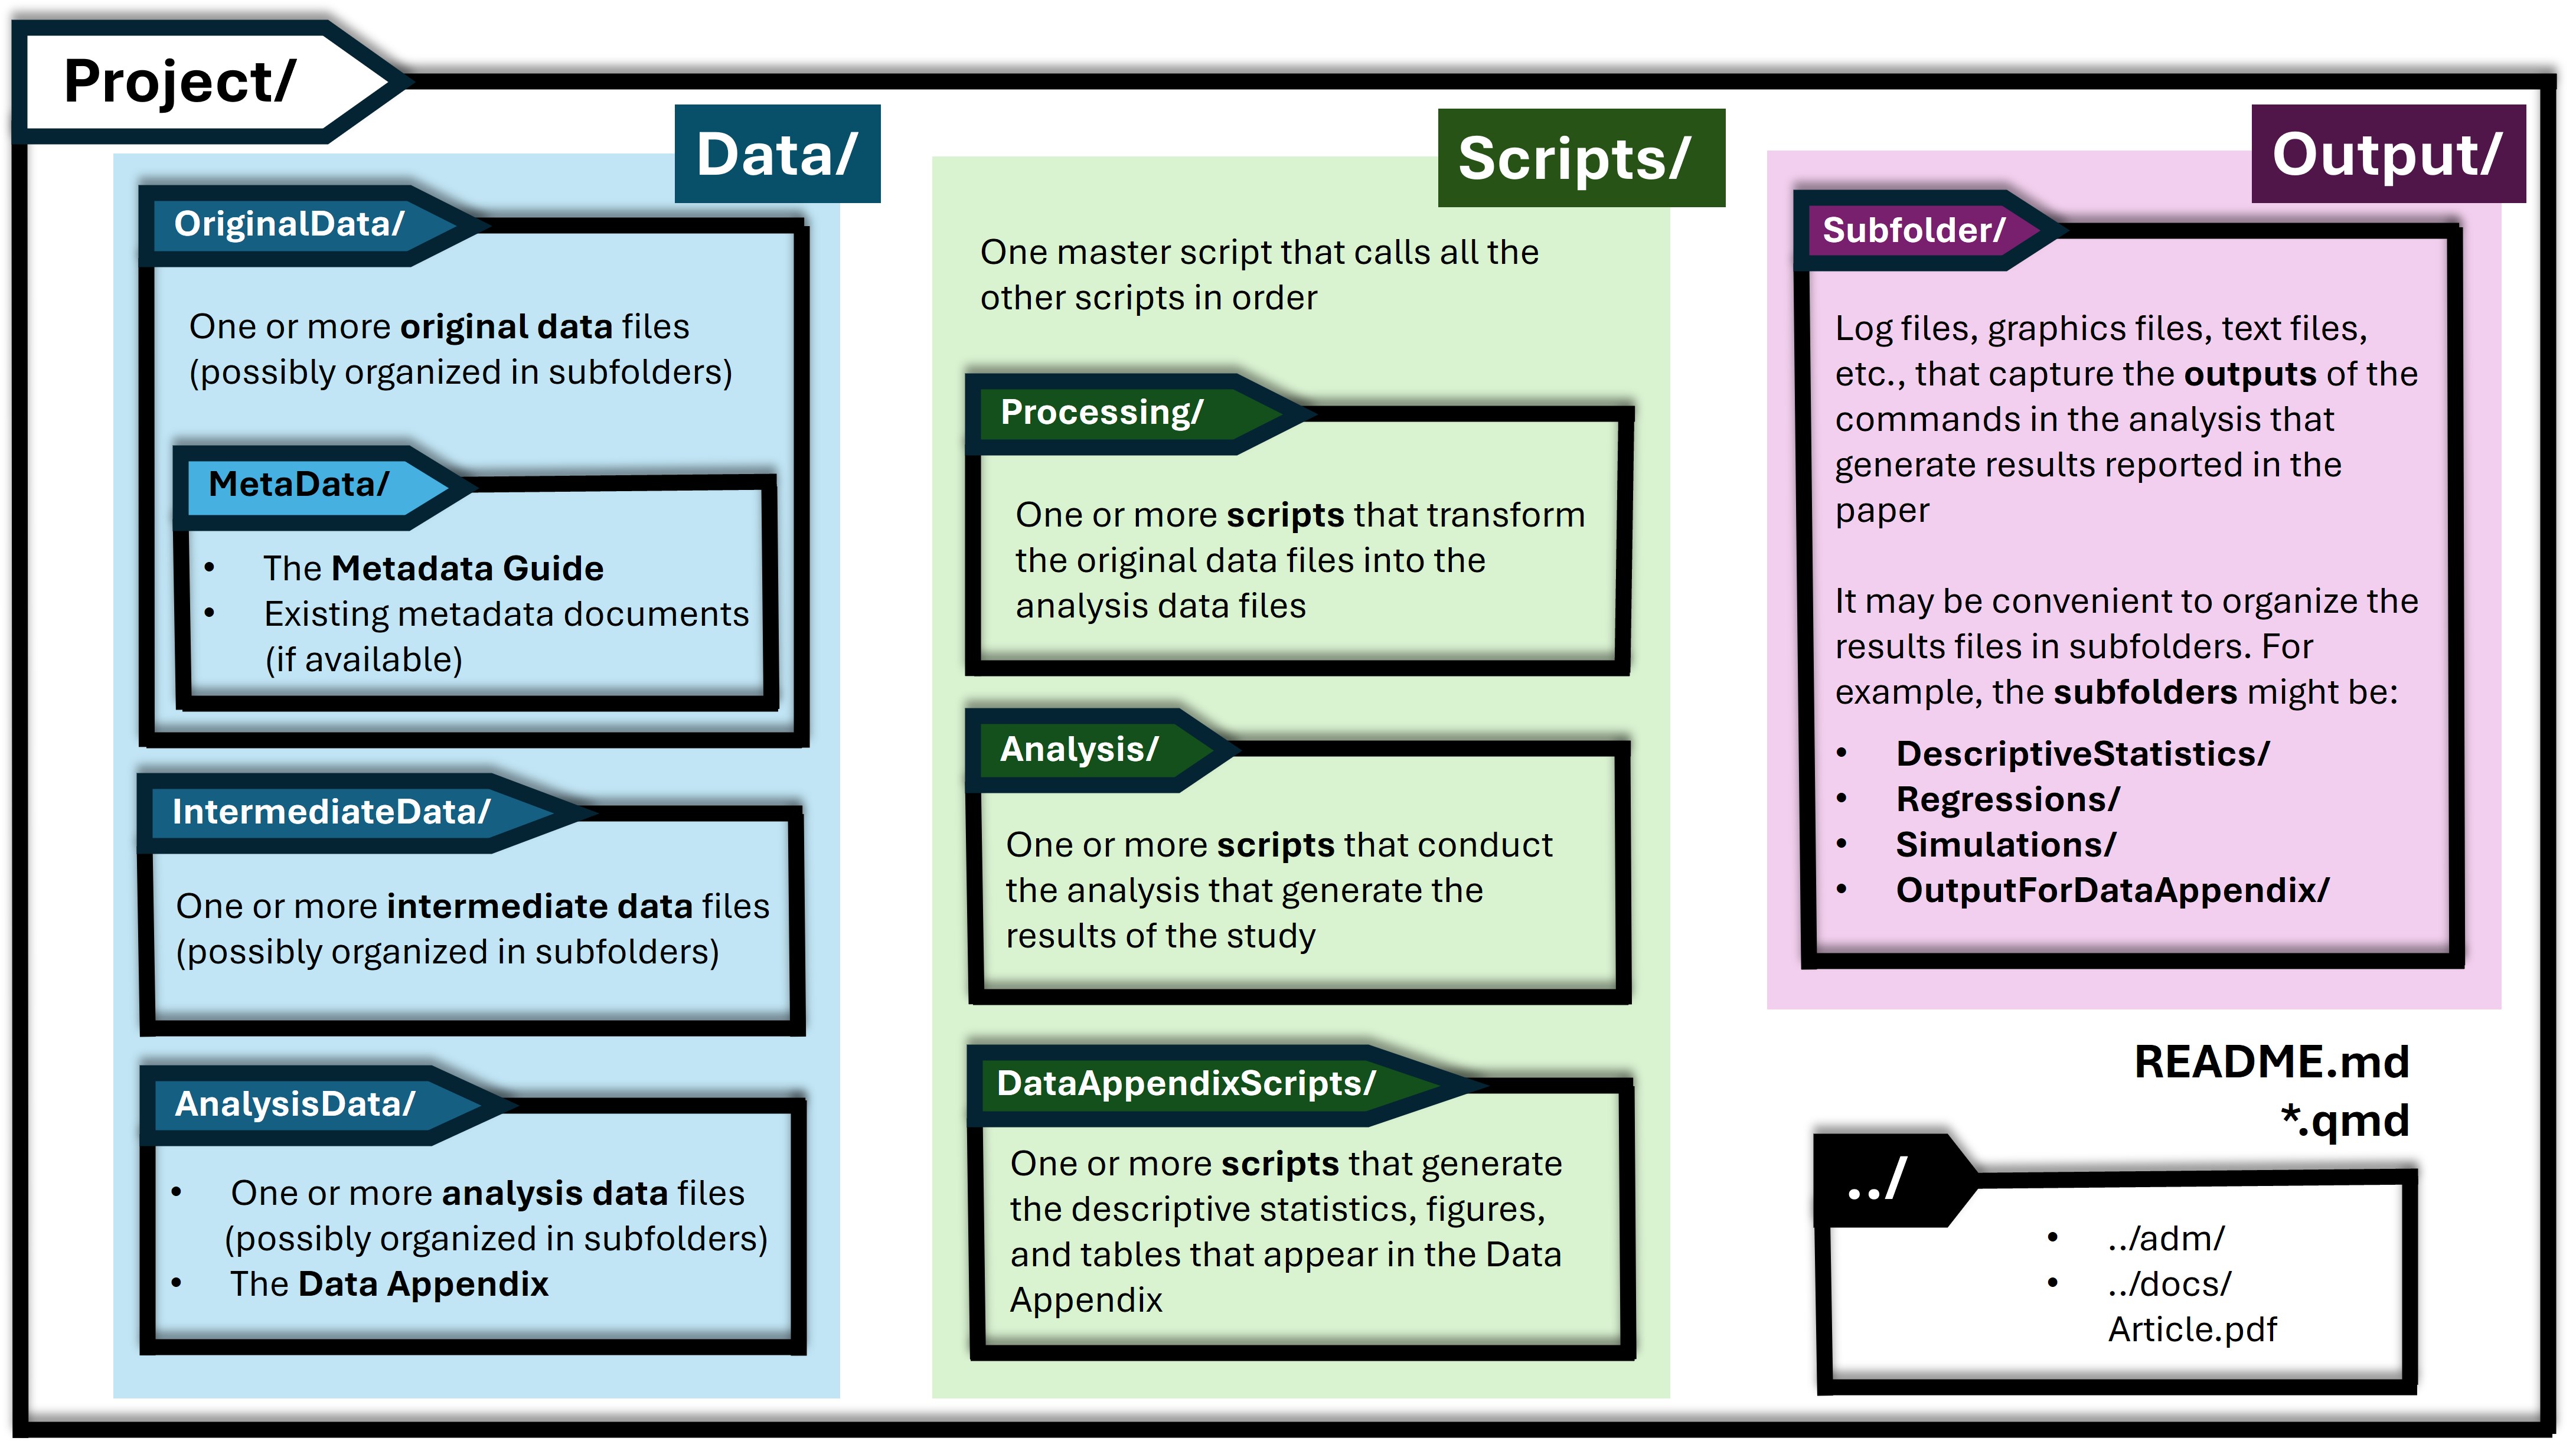 Project/
Data/
OriginalData/
One or more original data files
(possibly organized in subfolders)
MetaData/
• The Metadata Guide
• Existing metadata documents
(if available)
IntermediateData/
One or more intermediate data files
(possibly organized in subfolders)
AnalysisData/
• One or more analysis data files
(possibly organized in subfolders)
• The Data Appendix
Scripts/
One master script that calls all the
other scripts in order
Processing/
One or more scripts that transform
the original data files into the
analysis data files
Analysis/
One or more scripts that conduct
the analysis that generate the
results of the study
DataAppendixScripts/
One or more scripts that generate
the descriptive statistics, figures,
and tables that appear in the Data
Appendix
Output/
Subfolder/
Log files, graphics files, text files,
etc., that capture the outputs of the
commands in the analysis that
generate results reported in the
paper
It may be convenient to organize the
results files in subfolders. For
example, the subfolders might be:
• DescriptiveStatistics/
• Regressions/
• Simulations/
• OutputForDataAppendix/
README.md
*.qmd
../
• ../adm/
• ../docs/
Article.pdf